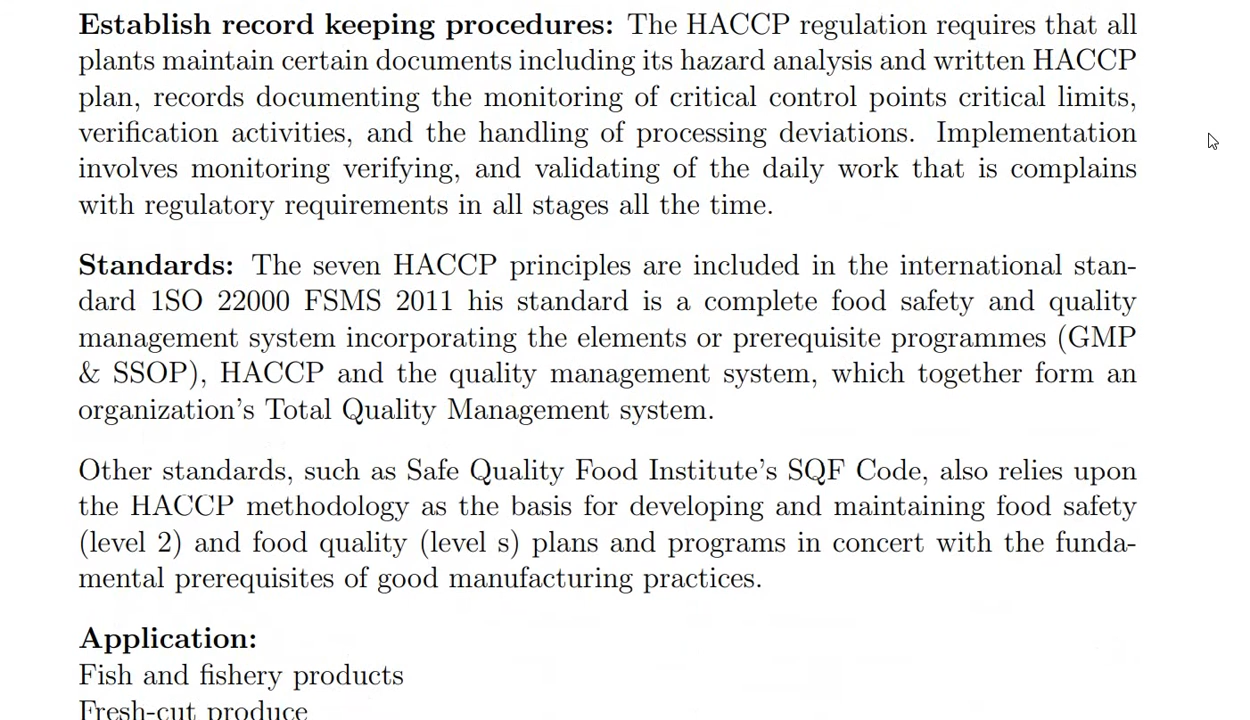 Establish record keeping procedures: The HACCP regulation requires that all
plants maintain certain documents including its hazard analysis and written HACCP
plan, records documenting the monitoring of critical control points critical limits,
verification activities, and the handling of processing deviations. Implementation
involves monitoring verifying, and validating of the daily work that is complains
with regulatory requirements in all stages all the time.
Standards: The seven HACCP principles are included in the international stan-
dard 1SO 22000 FSMS 2011 his standard is a complete food safety and quality
management system incorporating the elements or prerequisite programmes (GMP
& SSOP), HACCP and the quality management system, which together form an
organization's Total Quality Management system.
Other standards, such as Safe Quality Food Institute's SQF Code, also relies upon
the HACCP methodology as the basis for developing and maintaining food safety
(level 2) and food quality (level s) plans and programs in concert with the funda-
mental prerequisites of good manufacturing practices.
Application:
Fish and fishery products
Fresh-cut produce